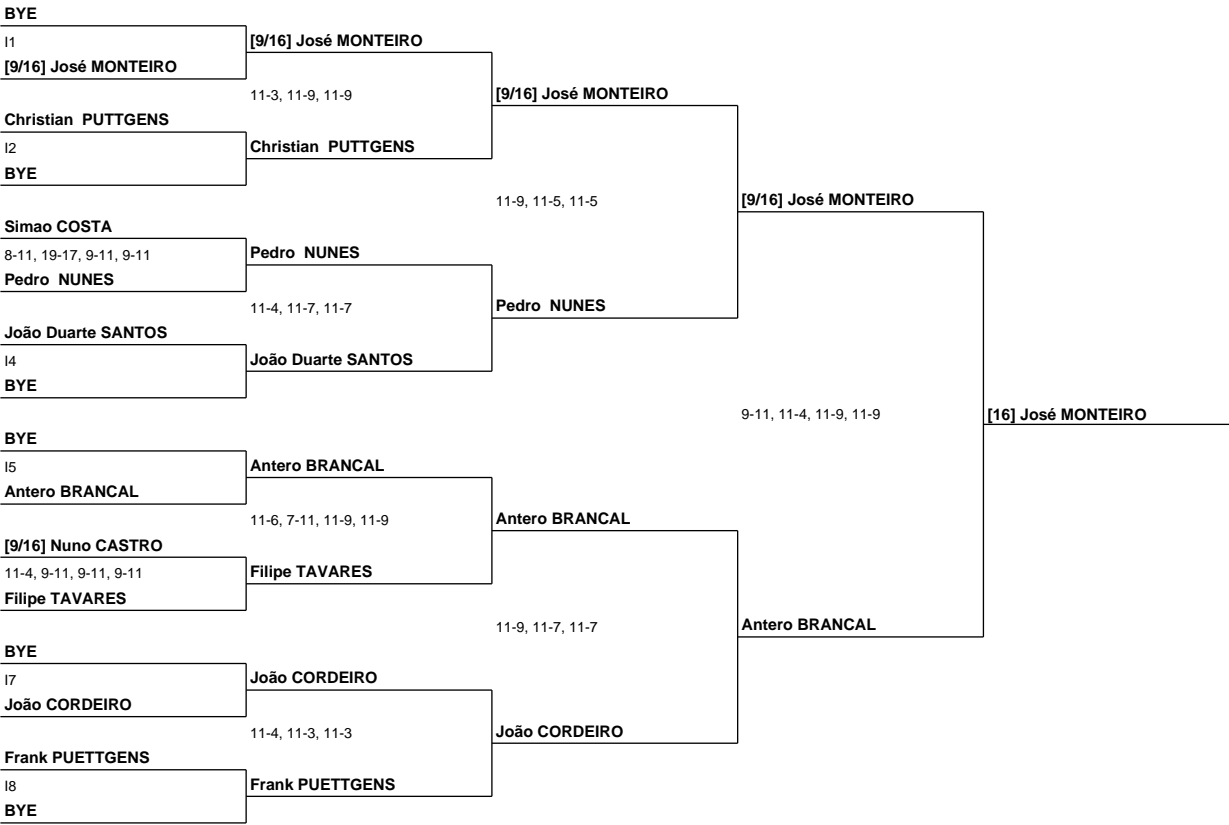 BYE
I1
[9/16] José MONTEIRO
Christian PUTTGENS
I2
BYE
Simao COSTA
8-11, 19-17, 9-11, 9-11
Pedro NUNES
João Duarte SANTOS
I4
BYE
BYE
I5
Antero BRANCAL
[9/16] Nuno CASTRO
11-4, 9-11, 9-11, 9-11
Filipe TAVARES
BYE
I7
João CORDEIRO
Frank PUETTGENS
I8
BYE
[9/16] José MONTEIRO
11-3, 11-9, 11-9
Christian PUTTGENS
Pedro NUNES
11-4, 11-7, 11-7
João Duarte SANTOS
Antero BRANCAL
11-6, 7-11, 11-9, 11-9
Filipe TAVARES
João CORDEIRO
11-4, 11-3, 11-3
Frank PUETTGENS
[9/16] José MONTEIRO
11-9, 11-5, 11-5
Pedro NUNES
Antero BRANCAL
11-9, 11-7, 11-7
João CORDEIRO
[9/16] José MONTEIRO
9-11, 11-4, 11-9, 11-9
Antero BRANCAL
[16] José MONTEIRO